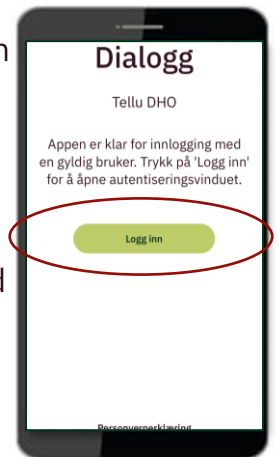 Dialogg
Tellu DHO
Appen er klar for innlogging med
en gyldig bruker. Trykk på 'Logg inn'
for å åpne autentiseringsvinduet.
Logg inn
Personvernerklæring